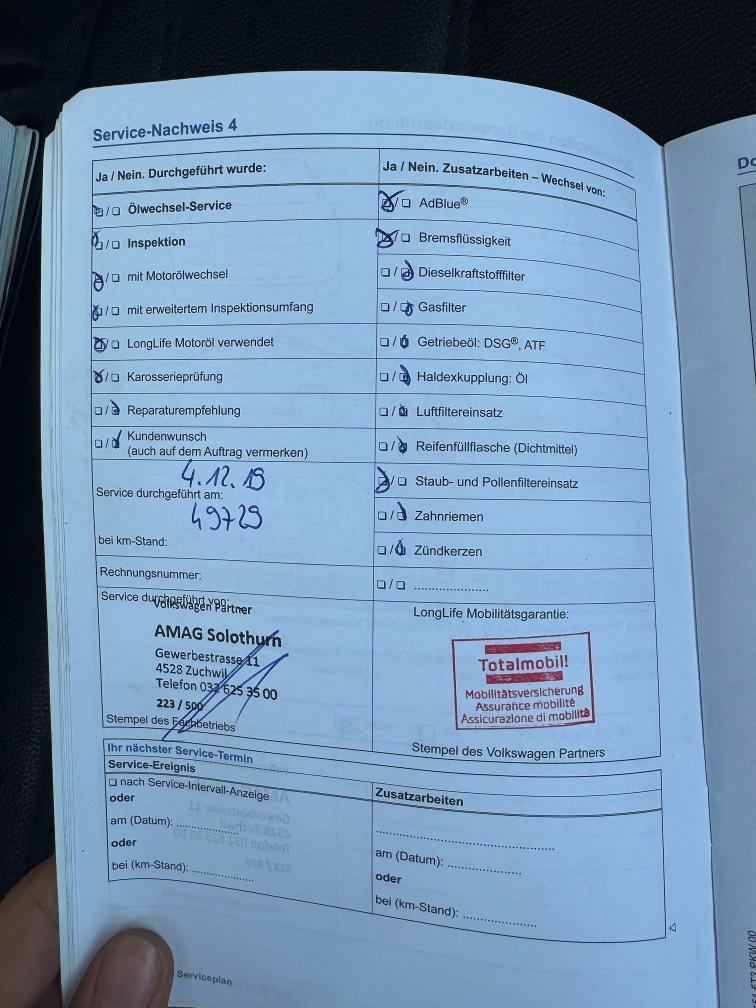 Service-Nachweis 4
Ja / Nein. Durchgeführt wurde:
❏/❏ Ölwechsel-Service
❏/❏ Inspektion
❏/❏ mit Motorölwechsel
❏/❏ mit erweitertem Inspektionsumfang
❏/❏ LongLife Motoröl verwendet
❏/❏ Karosserieprüfung
❏/❏ Reparaturempfehlung
❏/❏ Kundenwunsch
(auch auf dem Auftrag vermerken)
4.12.19
Service durchgeführt am:
49729
bei km-Stand:
Rechnungsnummer:
Service durchgeführt von:
Volkswagen Partner
AMAG Solothurn
Gewerbestrasse 11
4528 Zuchwil
Telefon 032 625 35 00
223 / 500
Stempel des Fachbetriebs
Ja / Nein. Zusatzarbeiten – Wechsel von:
❏/❏ AdBlue®
❏/❏ Bremsflüssigkeit
❏/❏ Dieselkraftstofffilter
❏/❏ Gasfilter
❏/❏ Getriebeöl: DSG®, ATF
❏/❏ Haldexkupplung: Öl
❏/❏ Luftfiltereinsatz
❏/❏ Reifenfüllflasche (Dichtmittel)
❏/❏ Staub- und Pollenfiltereinsatz
❏/❏ Zahnriemen
❏/❏ Zündkerzen
❏/❏ .....................
LongLife Mobilitätsgarantie:
Totalmobil!
Mobilitätsversicherung
Assurance mobilité
Assicurazione di mobilità
Stempel des Volkswagen Partners
Ihr nächster Service-Termin
Service-Ereignis
❏ nach Service-Intervall-Anzeige
oder
am (Datum): .................
oder
bei (km-Stand): .................
Zusatzarbeiten
.................................................
am (Datum): .....................
oder
bei (km-Stand): .....................
Serviceplan
Do